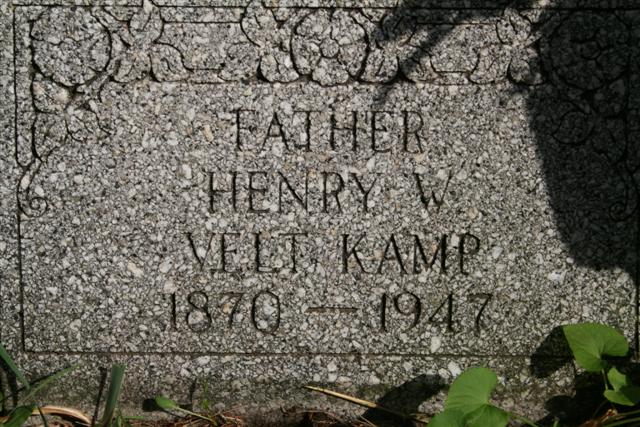 FATHER
HENRY W.
VELT KAMP
1870 — 1947